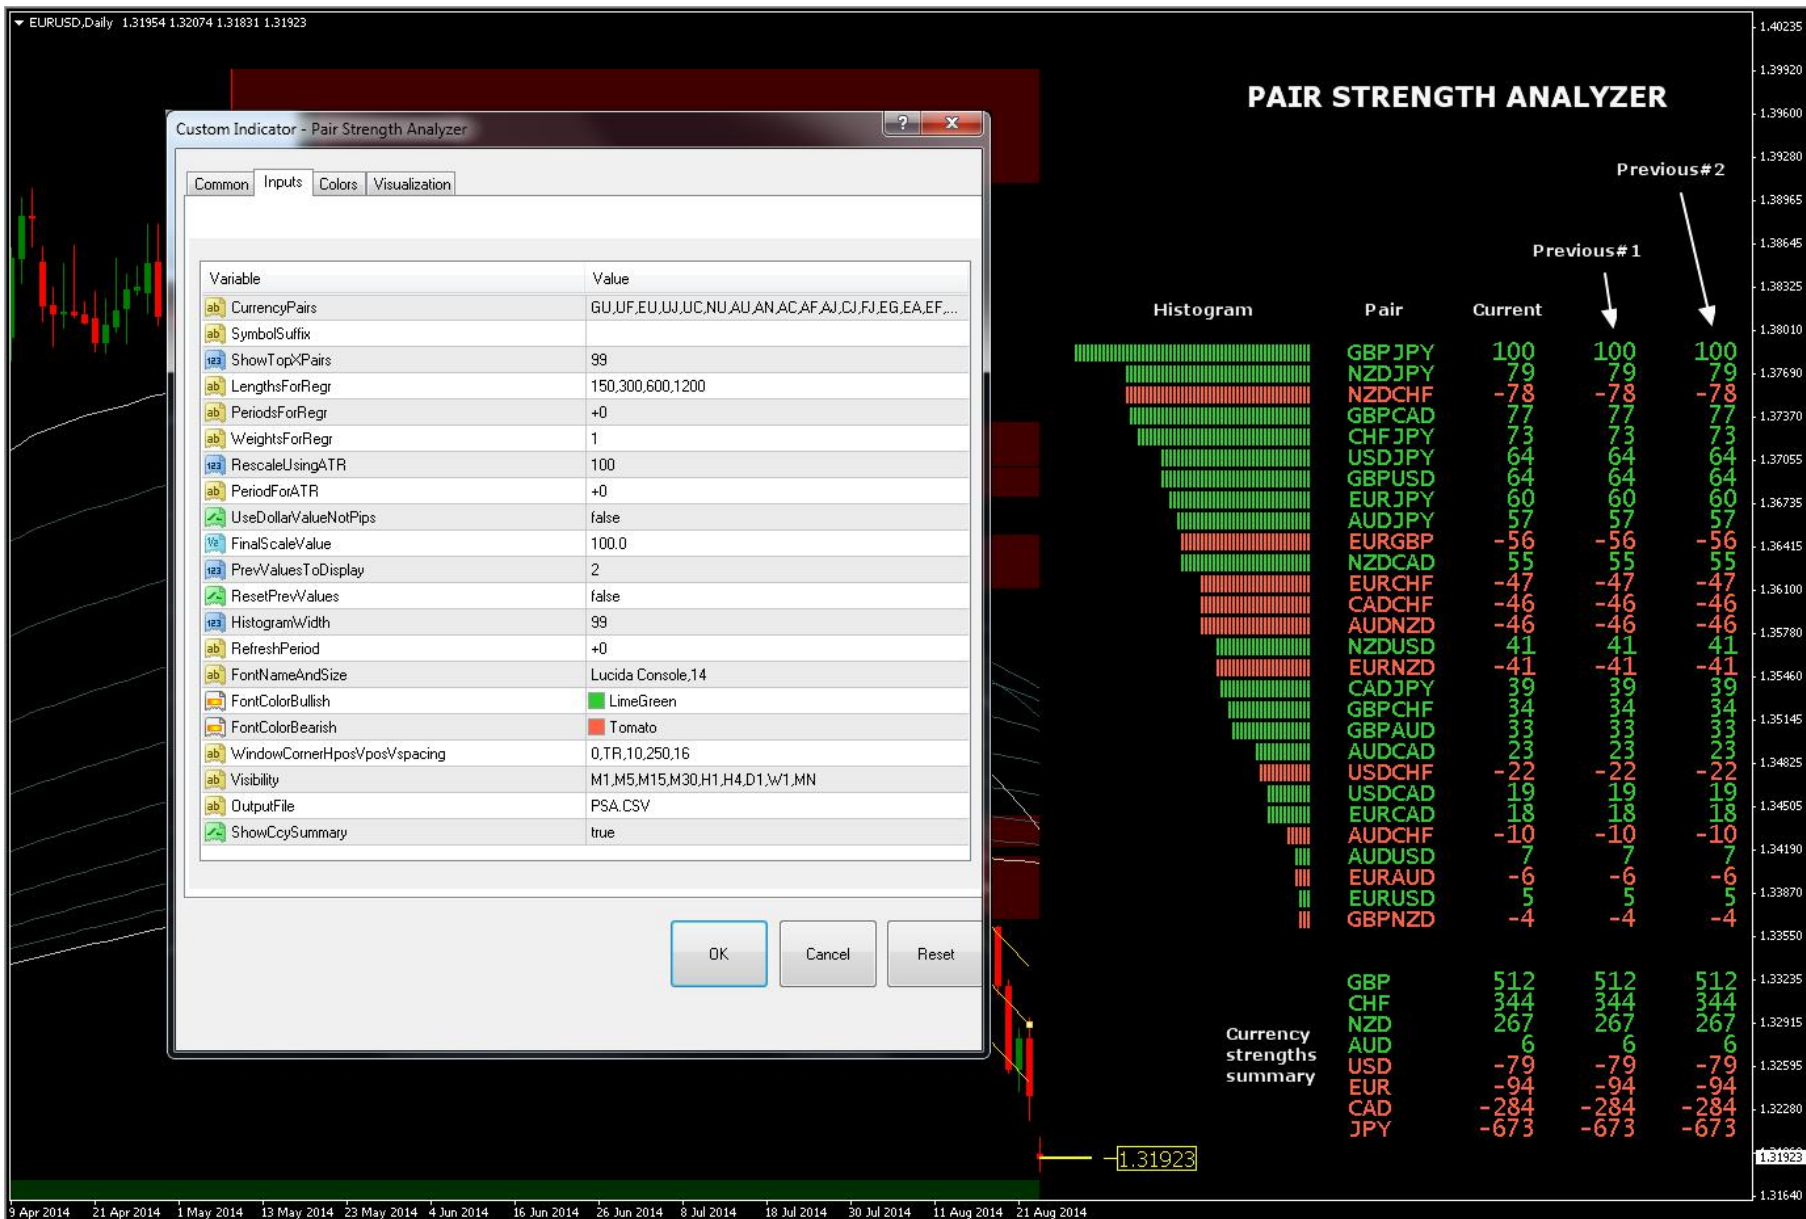 EURUSD,Daily 1.31954 1.32074 1.31831 1.31923
PAIR STRENGTH ANALYZER
Custom Indicator - Pair Strength Analyzer
?
x
Common Inputs Colors Visualization
Variable Value
CurrencyPairs GU,UF,EU,UJ,UC,NU,AU,AN,AC,AF,AJ,CJ,FJ,EG,EA,EF,...
SymbolSuffix
ShowTopXPairs 99
LengthsForRegr 150,300,600,1200
PeriodsForRegr +0
WeightsForRegr 1
RescaleUsingATR 100
PeriodForATR +0
UseDollarValueNotPips false
FinalScaleValue 100.0
PrevValuesToDisplay 2
ResetPrevValues false
HistogramWidth 99
RefreshPeriod +0
FontNameAndSize Lucida Console,14
FontColorBullish LimeGreen
FontColorBearish Tomato
WindowCornerHposVposVspacing 0,TR,10,250,16
Visibility M1,M5,M15,M30,H1,H4,D1,W1,MN
OutputFile PSA.CSV
ShowCcySummary true
OK Cancel Reset
Previous#2
Previous#1
Histogram Pair Current
GBPJPY 100 100 100
NZDJPY 79 79 79
NZDCHF -78 -78 -78
GBPCAD 77 77 77
CHFJPY 73 73 73
USDJPY 64 64 64
GBPUSD 64 64 64
EURJPY 60 60 60
AUDJPY 57 57 57
EURGBP -56 -56 -56
NZDCAD 55 55 55
EURCHF -47 -47 -47
CADCHF -46 -46 -46
AUDNZD -46 -46 -46
NZDUSD 41 41 41
EURNZD -41 -41 -41
CADJPY 39 39 39
GBPCHF 34 34 34
GBPAUD 33 33 33
AUDCAD 23 23 23
USDCHF -22 -22 -22
USDCAD 19 19 19
EURCAD 18 18 18
AUDCHF -10 -10 -10
AUDUSD 7 7 7
EURAUD -6 -6 -6
EURUSD 5 5 5
GBPNZD -4 -4 -4
Currency
strengths
summary
GBP 512 512 512
CHF 344 344 344
NZD 267 267 267
AUD 6 6 6
USD -79 -79 -79
EUR -94 -94 -94
CAD -284 -284 -284
JPY -673 -673 -673
1.31923
1.40235
1.39920
1.39600
1.39280
1.38965
1.38645
1.38325
1.38010
1.37690
1.37370
1.37055
1.36735
1.36415
1.36100
1.35780
1.35460
1.35145
1.34825
1.34505
1.34190
1.33870
1.33550
1.33235
1.32915
1.32595
1.32280
1.31923
1.31640
9 Apr 2014 21 Apr 2014 1 May 2014 13 May 2014 23 May 2014 4 Jun 2014 16 Jun 2014 26 Jun 2014 8 Jul 2014 18 Jul 2014 30 Jul 2014 11 Aug 2014 21 Aug 2014